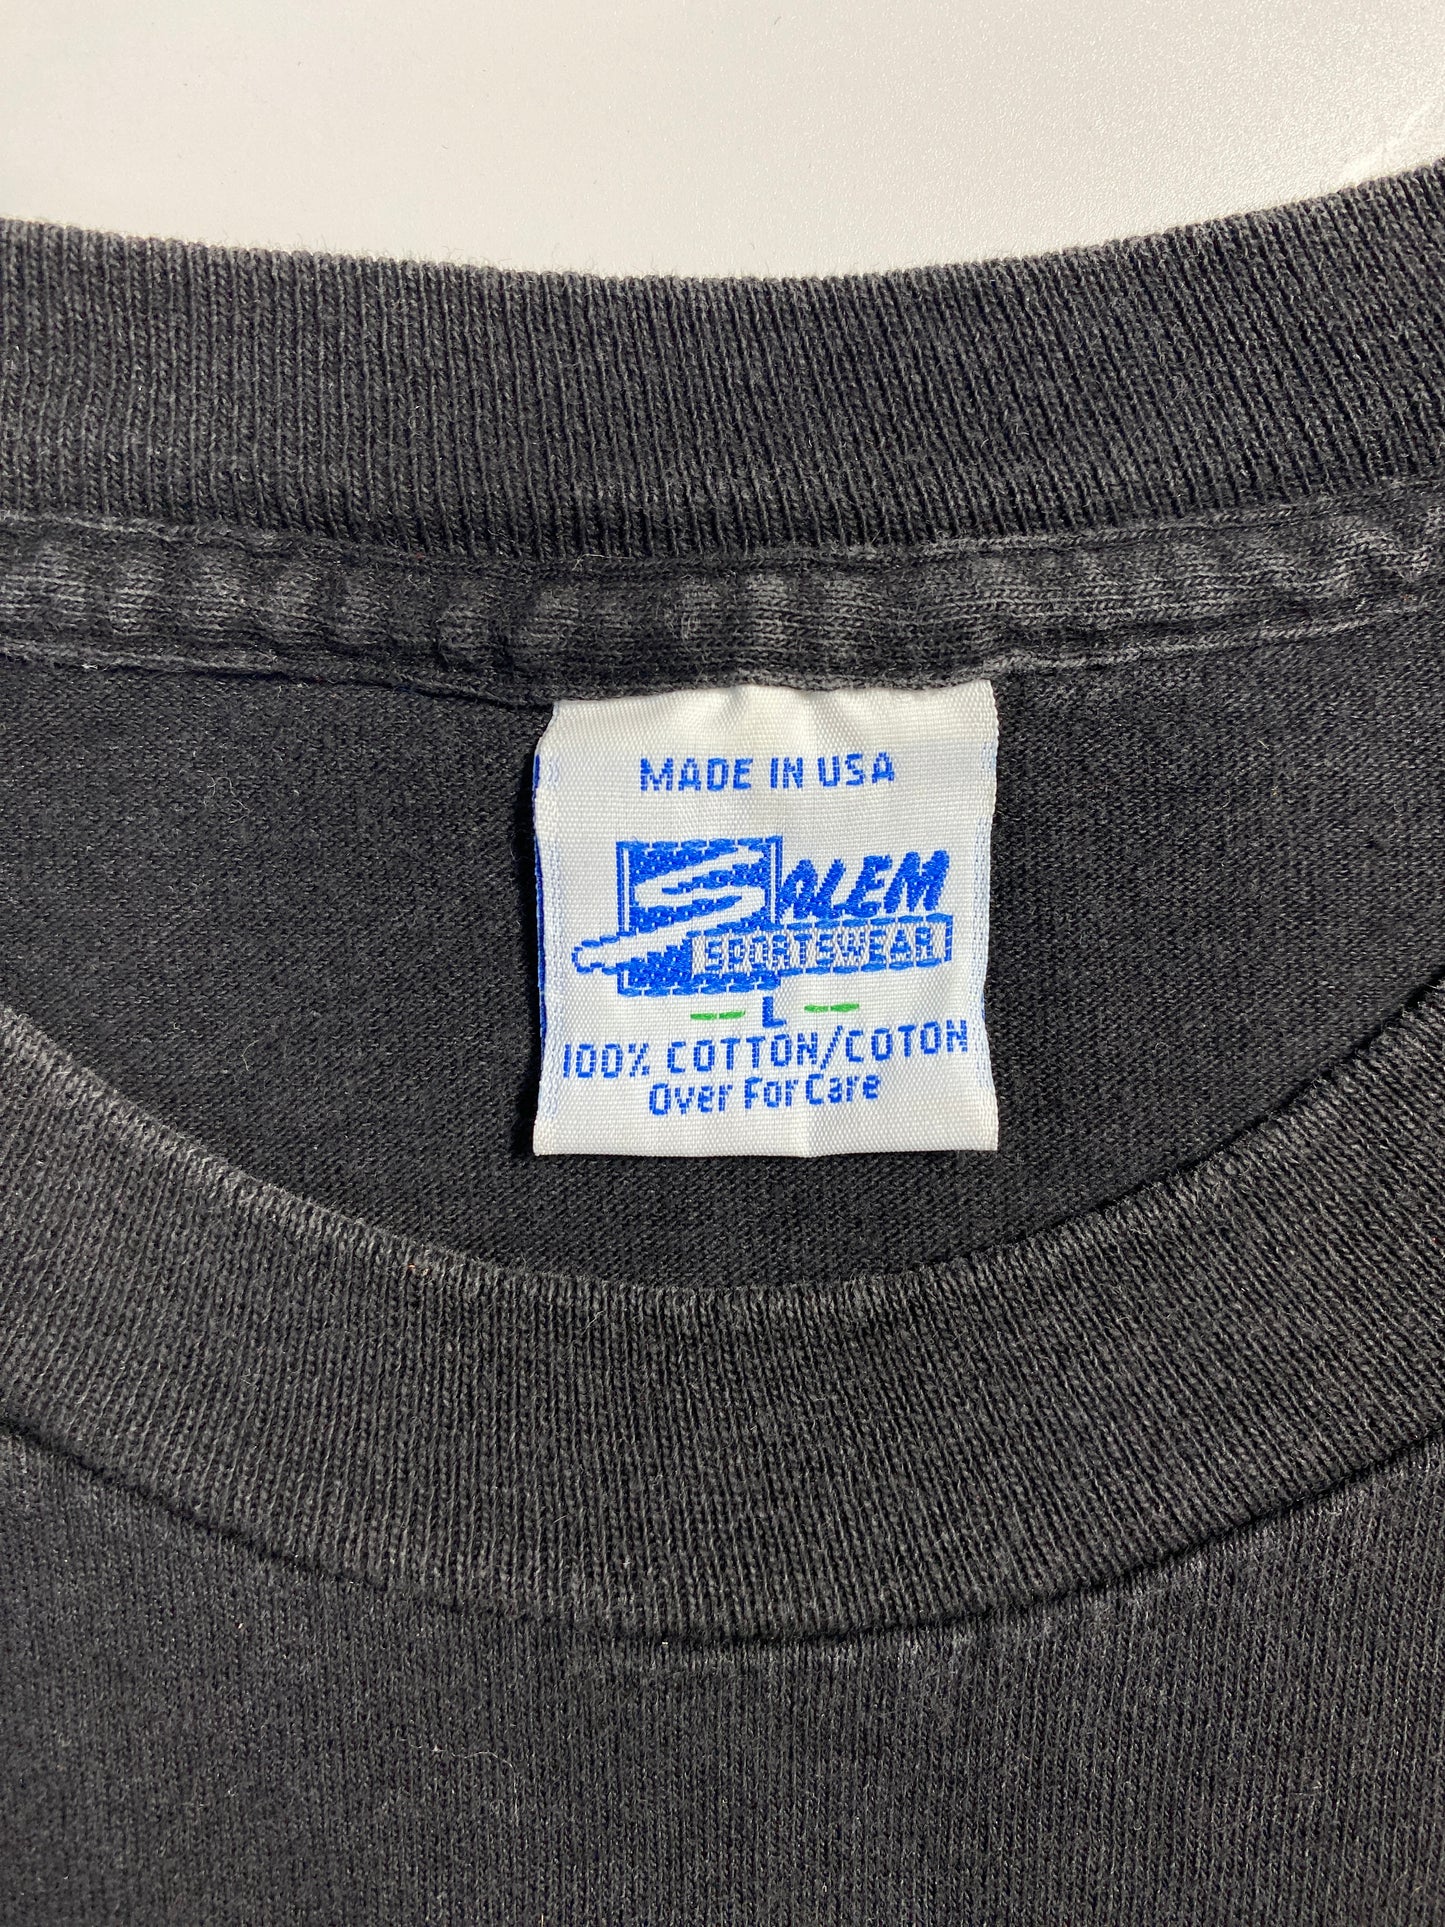 MADE IN USA
SALEM
SPORTSWEAR
L
100% COTTON/COTON
Over For Care